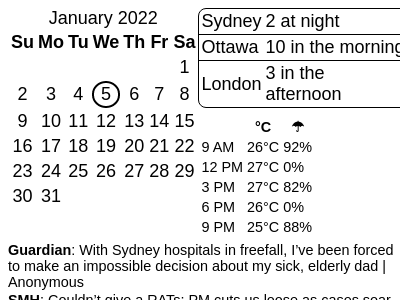 January 2022
Su Mo Tu We Th Fr Sa
1
2 3 4 5 6 7 8
9 10 11 12 13 14 15
16 17 18 19 20 21 22
23 24 25 26 27 28 29
30 31
Sydney 2 at night
Ottawa 10 in the morning
London 3 in the
afternoon
°C ☂
9 AM 26°C 92%
12 PM 27°C 0%
3 PM 27°C 82%
6 PM 26°C 0%
9 PM 25°C 88%
Guardian: With Sydney hospitals in freefall, I’ve been forced
to make an impossible decision about my sick, elderly dad |
Anonymous
SMH: Couldn’t give a RATs: PM cuts us loose as cases soar